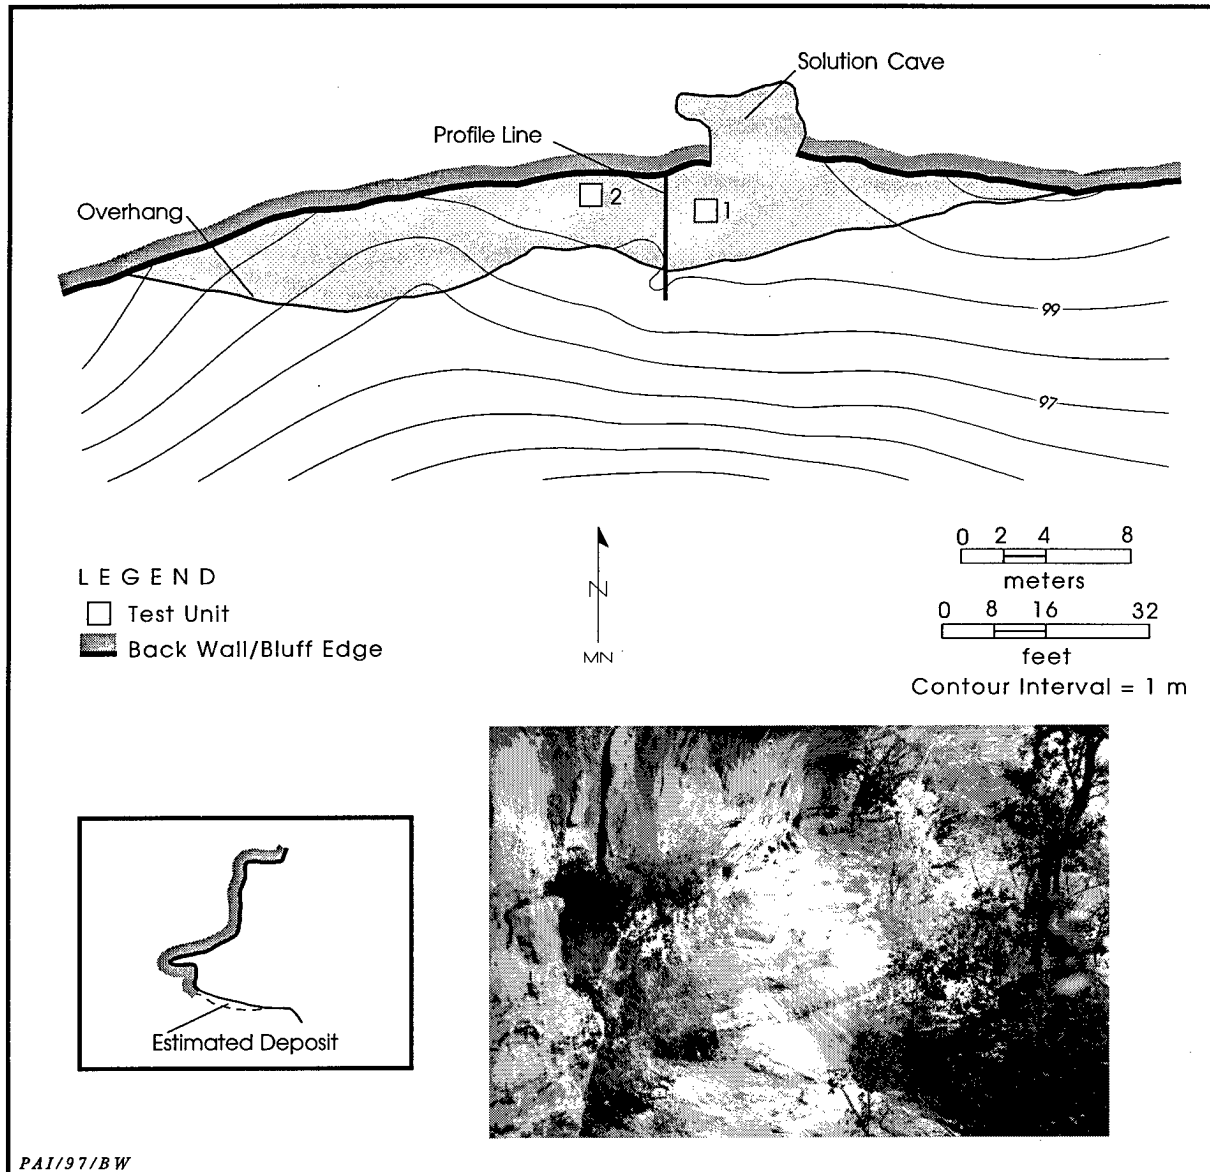 Solution Cave
Profile Line
Overhang
2
1
99
97
LEGEND
Test Unit
Back Wall/Bluff Edge
N
MN
0 2 4 8
meters
0 8 16 32
feet
Contour Interval = 1 m
Estimated Deposit
PAI/97/BW